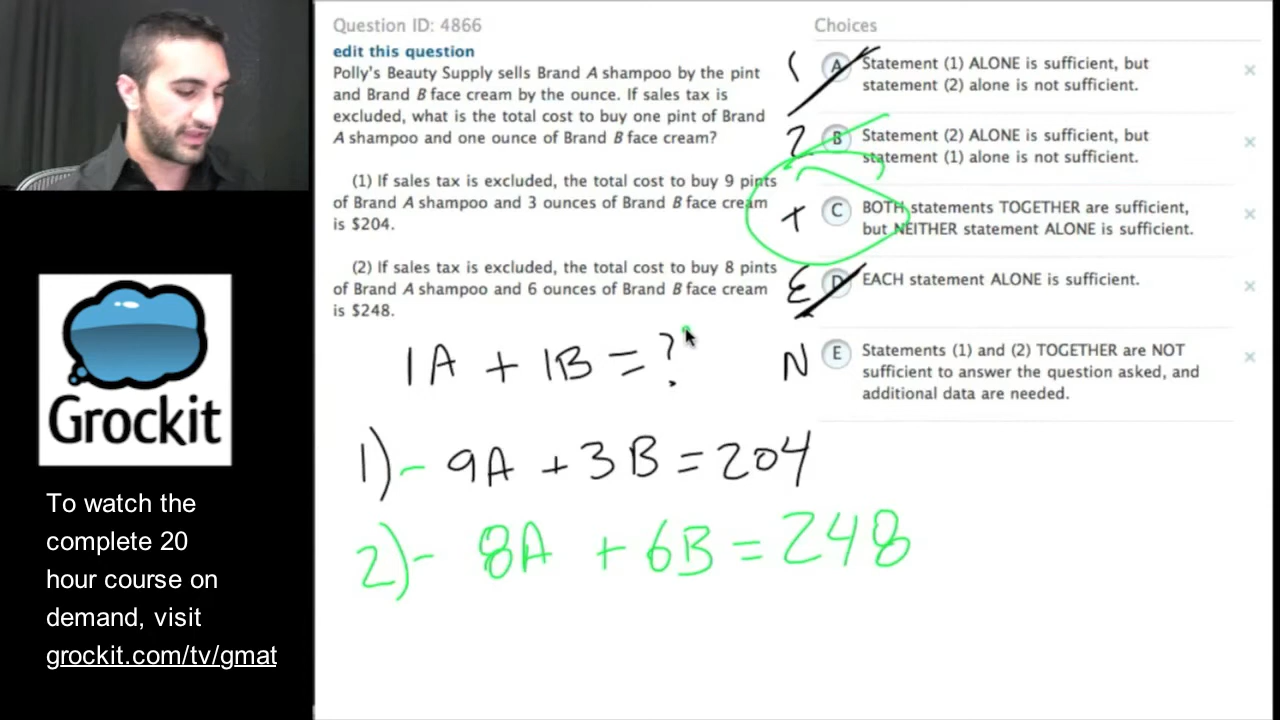 Question ID: 4866
edit this question
Polly's Beauty Supply sells Brand A shampoo by the pint
and Brand B face cream by the ounce. If sales tax is
excluded, what is the total cost to buy one pint of Brand
A shampoo and one ounce of Brand B face cream?
(1) If sales tax is excluded, the total cost to buy 9 pints
of Brand A shampoo and 3 ounces of Brand B face cream
is $204.
(2) If sales tax is excluded, the total cost to buy 8 pints
of Brand A shampoo and 6 ounces of Brand B face cream
is $248.
1A + 1B = ?
1) - 9A + 3B = 204
2) - 8A + 6B = 248
Choices
1 A Statement (1) ALONE is sufficient, but
statement (2) alone is not sufficient.
2 B Statement (2) ALONE is sufficient, but
statement (1) alone is not sufficient.
T C BOTH statements TOGETHER are sufficient,
but NEITHER statement ALONE is sufficient.
E D EACH statement ALONE is sufficient.
N E Statements (1) and (2) TOGETHER are NOT
sufficient to answer the question asked, and
additional data are needed.
Grockit
To watch the
complete 20
hour course on
demand, visit
grockit.com/tv/gmat